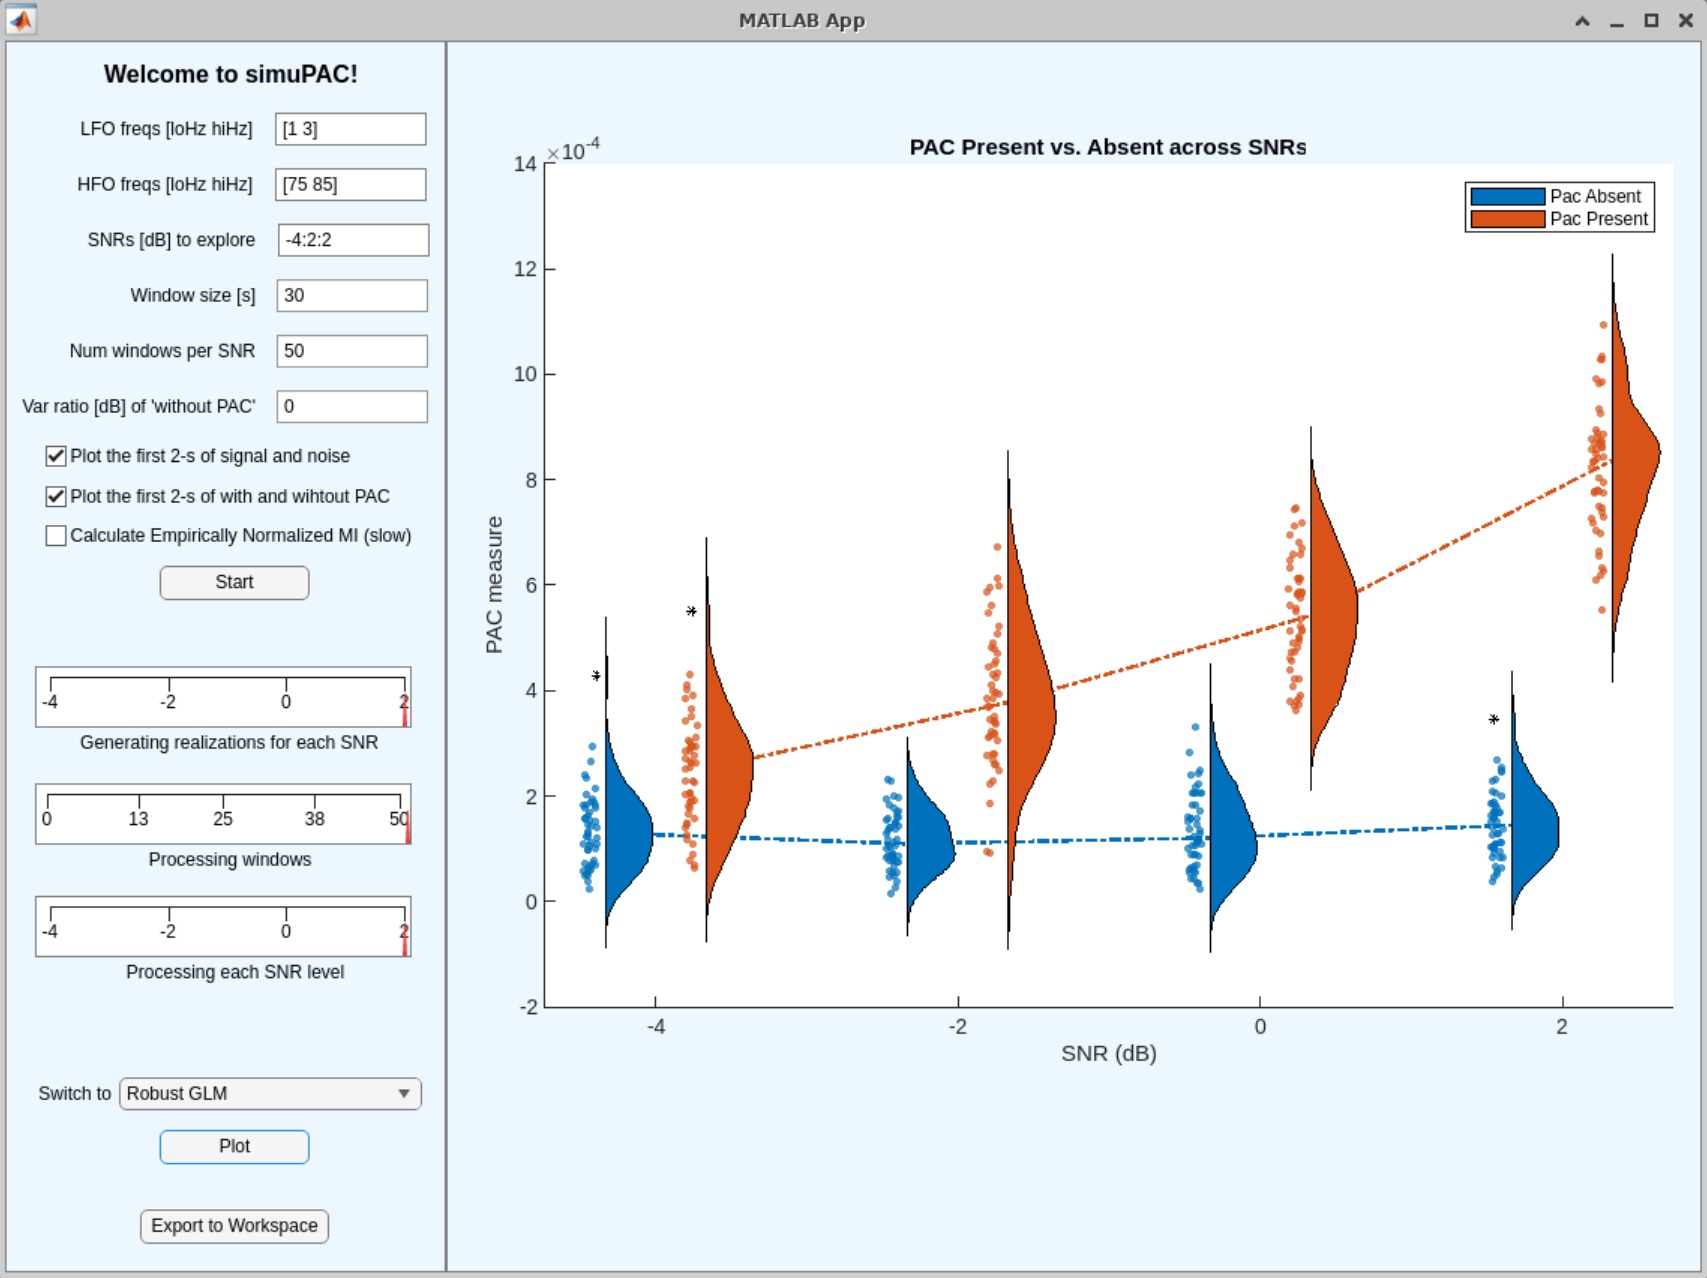 MATLAB App
Welcome to simuPAC!
LFO freqs [loHz hiHz] [1 3]
HFO freqs [loHz hiHz] [75 85]
SNRs [dB] to explore -4:2:2
Window size [s] 30
Num windows per SNR 50
Var ratio [dB] of 'without PAC' 0
Plot the first 2-s of signal and noise
Plot the first 2-s of with and wihtout PAC
Calculate Empirically Normalized MI (slow)
Start
-4 -2 0 2
Generating realizations for each SNR
0 13 25 38 50
Processing windows
-4 -2 0 2
Processing each SNR level
Switch to Robust GLM
Plot
Export to Workspace
PAC Present vs. Absent across SNRs
×10-4
14
12
10
8
6
4
2
0
-2
PAC measure
-4 -2 0 2
SNR (dB)
Pac Absent
Pac Present